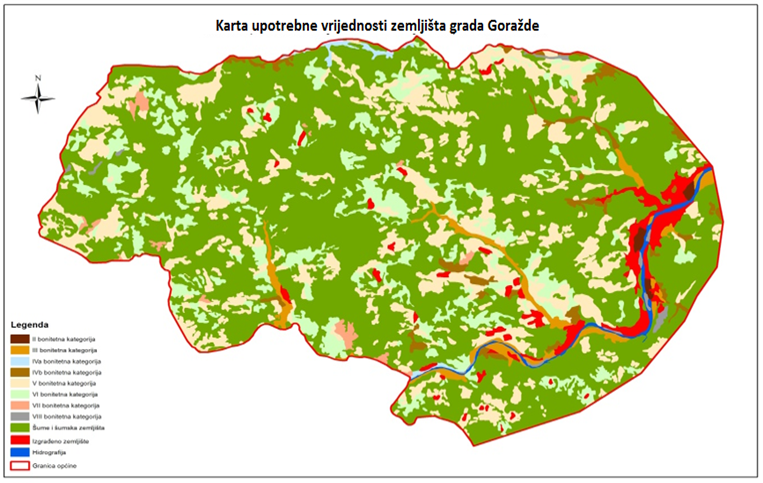 Karta upotrebne vrijednosti zemljišta grada Goražde
N
Legenda
II bonitetna kategorija
III bonitetna kategorija
IVa bonitetna kategorija
IVb bonitetna kategorija
V bonitetna kategorija
VI bonitetna kategorija
VII bonitetna kategorija
VIII bonitetna kategorija
Šume i šumska zemljišta
Izgrađeno zemljište
Hidrografija
Granica općine